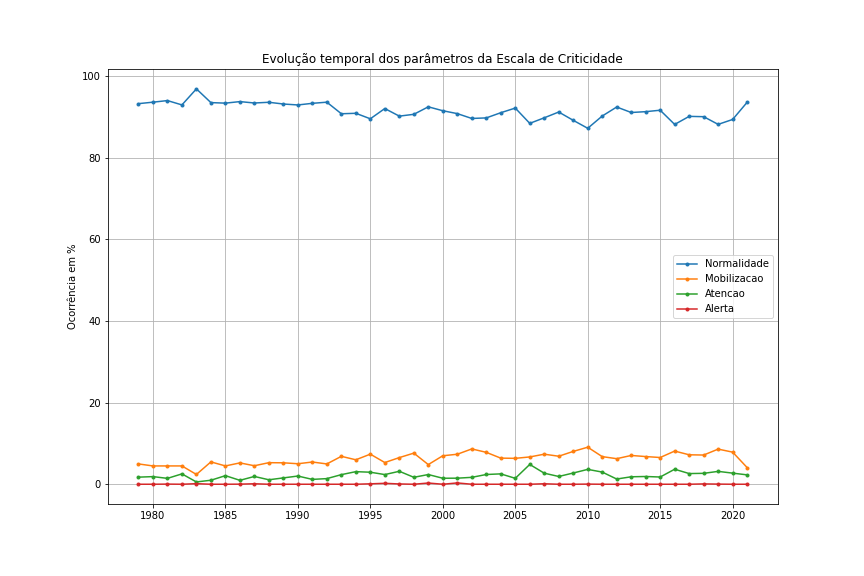 Evolução temporal dos parâmetros da Escala de Criticidade
100
80
60
40
20
0
Ocorrência em %
Normalidade
Mobilizacao
Atencao
Alerta
1980 1985 1990 1995 2000 2005 2010 2015 2020